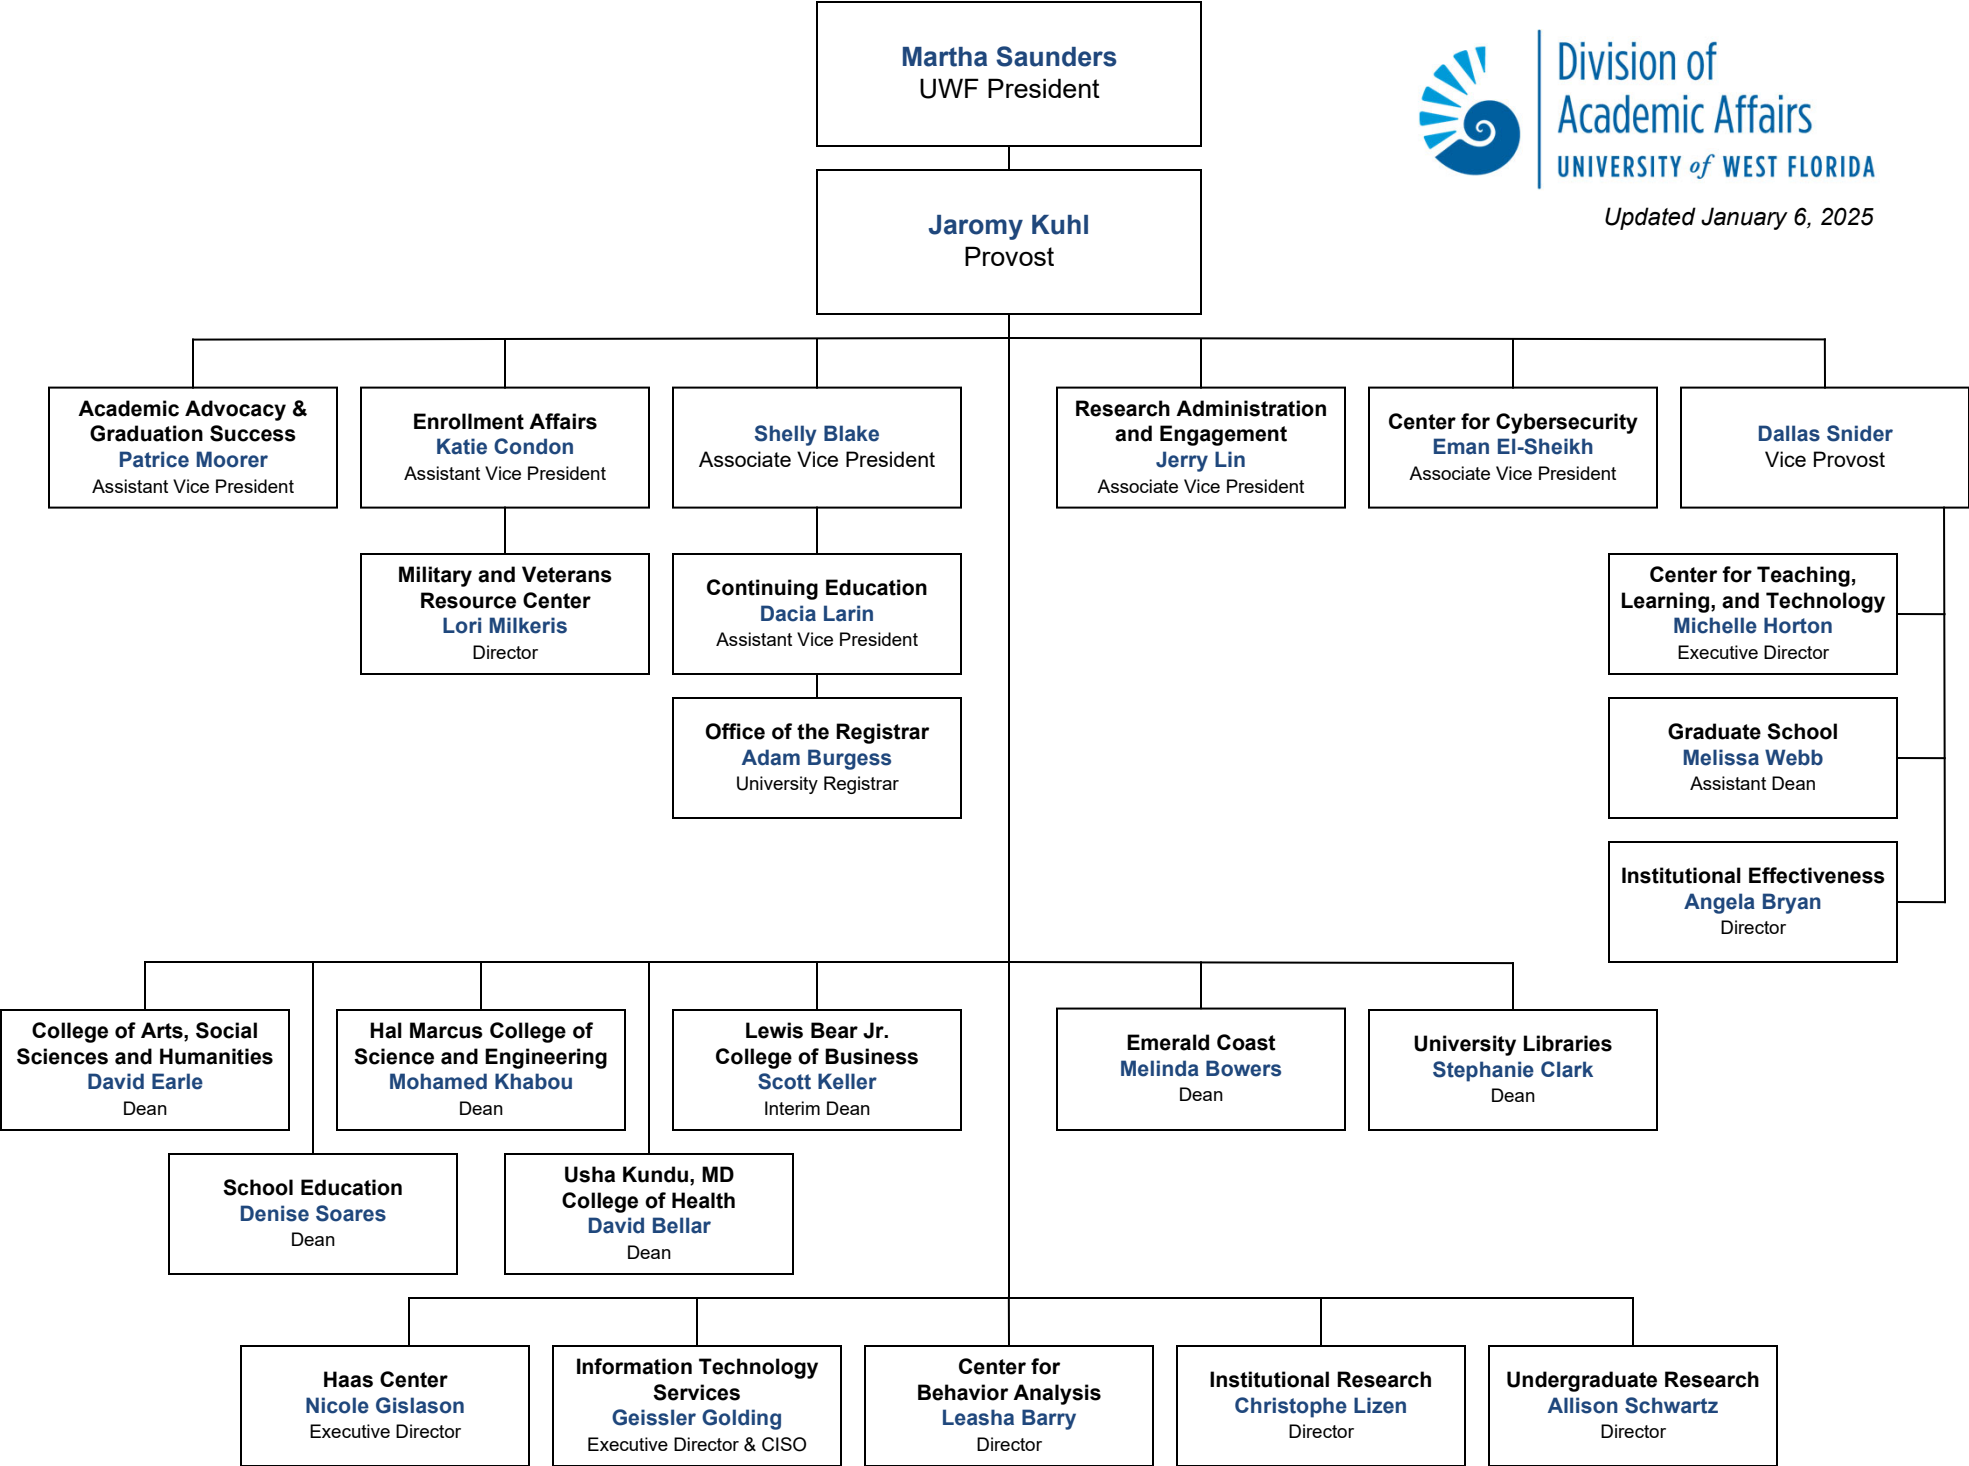 Martha Saunders
UWF President
Division of
Academic Affairs
UNIVERSITY of WEST FLORIDA
Updated January 6, 2025
Jaromy Kuhl
Provost
Academic Advocacy &
Graduation Success
Patrice Moorer
Assistant Vice President
Enrollment Affairs
Katie Condon
Assistant Vice President
Shelly Blake
Associate Vice President
Research Administration
and Engagement
Jerry Lin
Associate Vice President
Center for Cybersecurity
Eman El-Sheikh
Associate Vice President
Dallas Snider
Vice Provost
Military and Veterans
Resource Center
Lori Milkeris
Director
Continuing Education
Dacia Larin
Assistant Vice President
Center for Teaching,
Learning, and Technology
Michelle Horton
Executive Director
Office of the Registrar
Adam Burgess
University Registrar
Graduate School
Melissa Webb
Assistant Dean
Institutional Effectiveness
Angela Bryan
Director
College of Arts, Social
Sciences and Humanities
David Earle
Dean
Hal Marcus College of
Science and Engineering
Mohamed Khabou
Dean
Lewis Bear Jr.
College of Business
Scott Keller
Interim Dean
Emerald Coast
Melinda Bowers
Dean
University Libraries
Stephanie Clark
Dean
School Education
Denise Soares
Dean
Usha Kundu, MD
College of Health
David Bellar
Dean
Haas Center
Nicole Gislason
Executive Director
Information Technology
Services
Geissler Golding
Executive Director & CISO
Center for
Behavior Analysis
Leasha Barry
Director
Institutional Research
Christophe Lizen
Director
Undergraduate Research
Allison Schwartz
Director